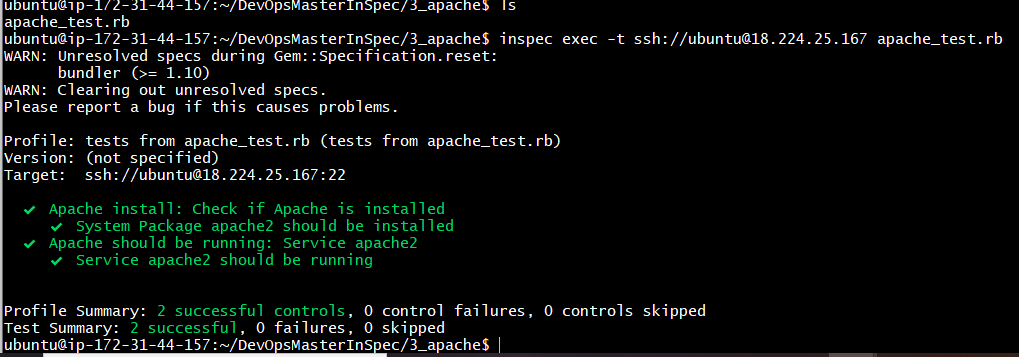 ubuntu@ip-172-31-44-157:~/DevOpsMasterInSpec/3_apache$ ls
apache_test.rb
ubuntu@ip-172-31-44-157:~/DevOpsMasterInSpec/3_apache$ inspec exec -t ssh://ubuntu@18.224.25.167 apache_test.rb
WARN: Unresolved specs during Gem::Specification.reset:
      bundler (>= 1.10)
WARN: Clearing out unresolved specs.
Please report a bug if this causes problems.
Profile: tests from apache_test.rb (tests from apache_test.rb)
Version: (not specified)
Target:  ssh://ubuntu@18.224.25.167:22
✔ Apache install: Check if Apache is installed
✔ System Package apache2 should be installed
✔ Apache should be running: Service apache2
✔ Service apache2 should be running
Profile Summary: 2 successful controls, 0 control failures, 0 controls skipped
Test Summary: 2 successful, 0 failures, 0 skipped
ubuntu@ip-172-31-44-157:~/DevOpsMasterInSpec/3_apache$